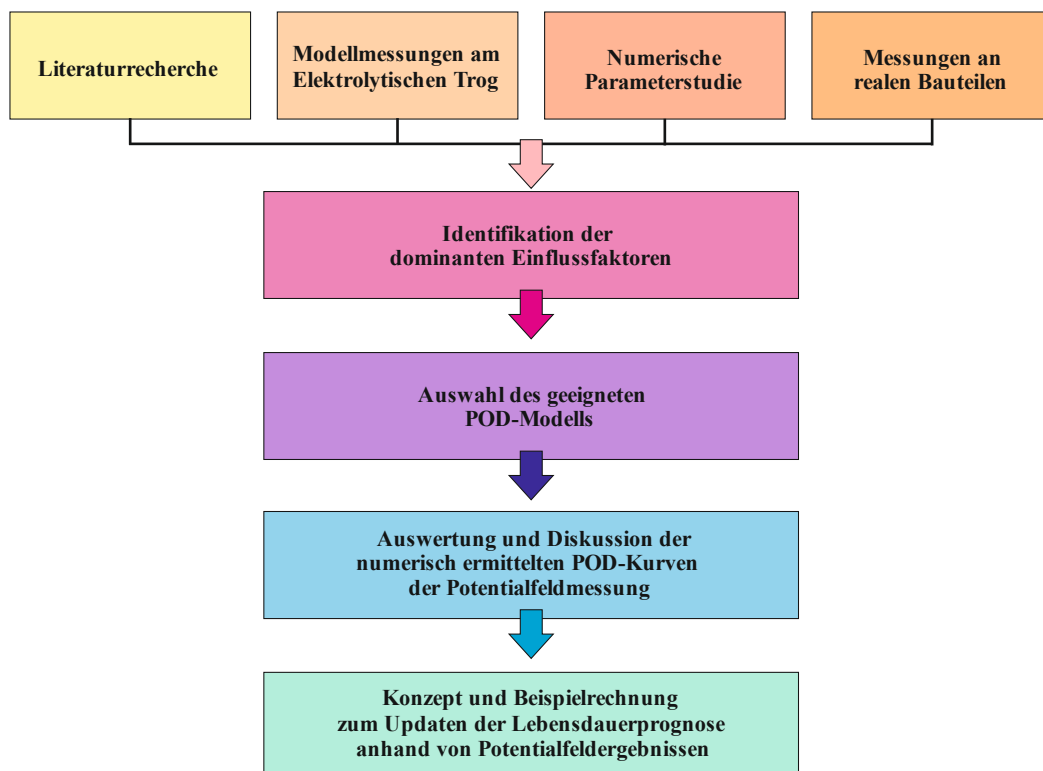 Literaturrecherche
Modellmessungen am
Elektrolytischen Trog
Numerische
Parameterstudie
Messungen an
realen Bauteilen
Identifikation der
dominanten Einflussfaktoren
Auswahl des geeigneten
POD-Modells
Auswertung und Diskussion der
numerisch ermittelten POD-Kurven
der Potentialfeldmessung
Konzept und Beispielrechnung
zum Updaten der Lebensdauerprognose
anhand von Potentialfeldergebnissen